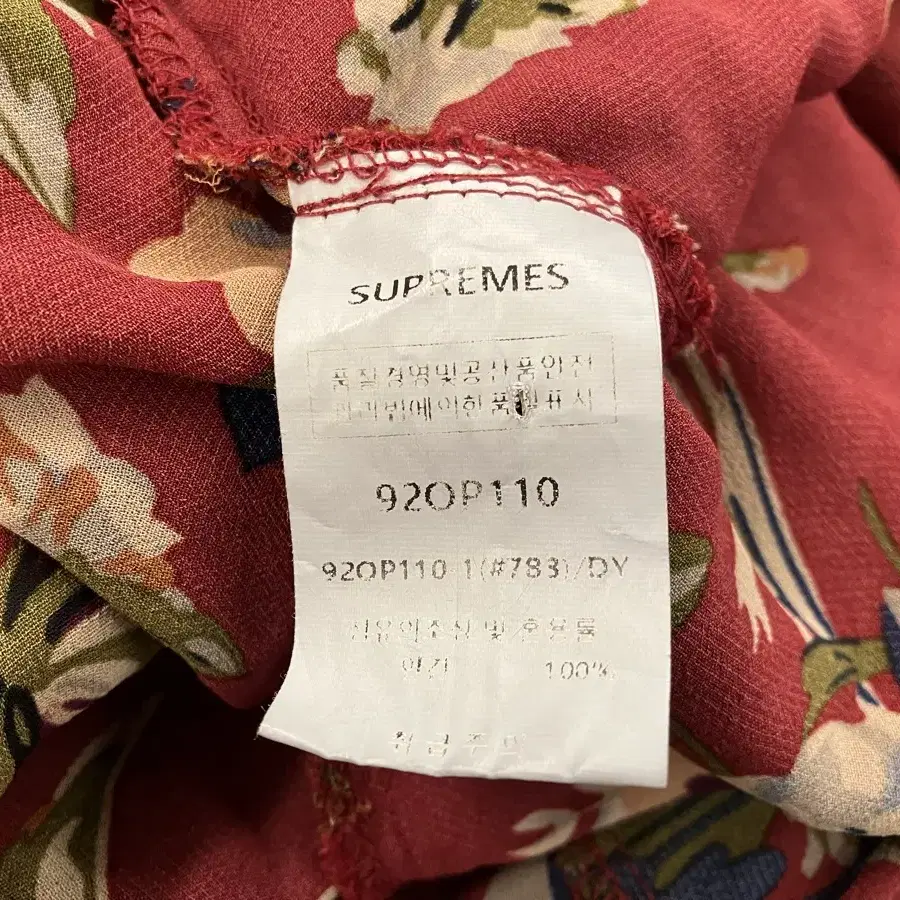 SUPREMES
품질경영및공산품안전
관리법에의한품질표시
92OP110
92OP110-1(#783)/DY
섬유의조성 및 혼용률
100%
취급주의